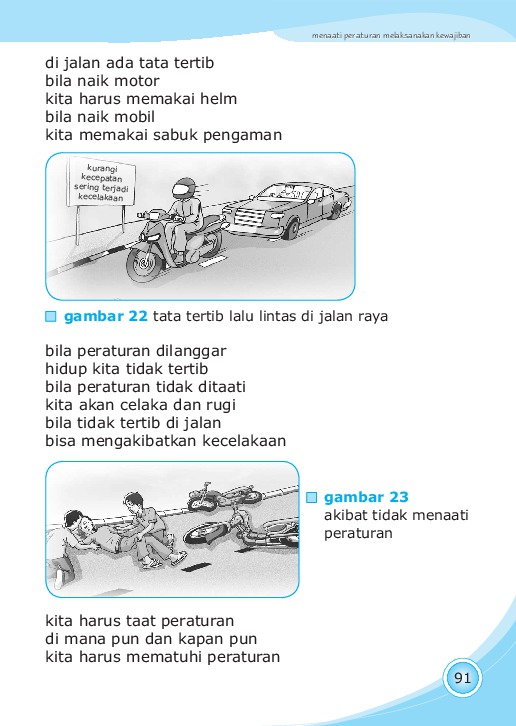 menaati peraturan melaksanakan kewajiban
di jalan ada tata tertib
bila naik motor
kita harus memakai helm
bila naik mobil
kita memakai sabuk pengaman
kurangi
kecepatan
sering terjadi
kecelakaan
gambar 22 tata tertib lalu lintas di jalan raya
bila peraturan dilanggar
hidup kita tidak tertib
bila peraturan tidak ditaati
kita akan celaka dan rugi
bila tidak tertib di jalan
bisa mengakibatkan kecelakaan
gambar 23
akibat tidak menaati
peraturan
kita harus taat peraturan
di mana pun dan kapan pun
kita harus mematuhi peraturan
91